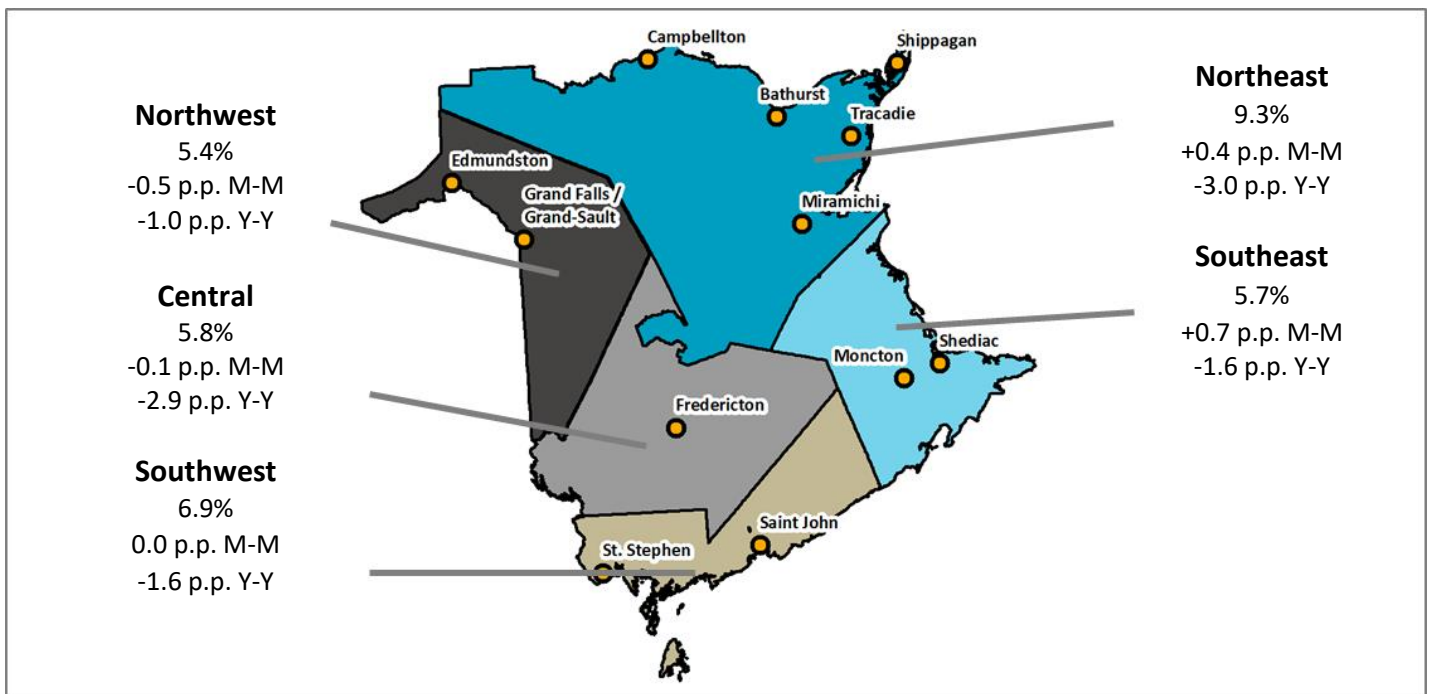 Northwest
5.4%
-0.5 p.p. M-M
-1.0 p.p. Y-Y
Central
5.8%
-0.1 p.p. M-M
-2.9 p.p. Y-Y
Southwest
6.9%
0.0 p.p. M-M
-1.6 p.p. Y-Y
Campbellton
Shippagan
Bathurst
Tracadie
Edmundston
Grand Falls /
Grand-Sault
Miramichi
Moncton
Shediac
Fredericton
Saint John
St. Stephen
Northeast
9.3%
+0.4 p.p. M-M
-3.0 p.p. Y-Y
Southeast
5.7%
+0.7 p.p. M-M
-1.6 p.p. Y-Y